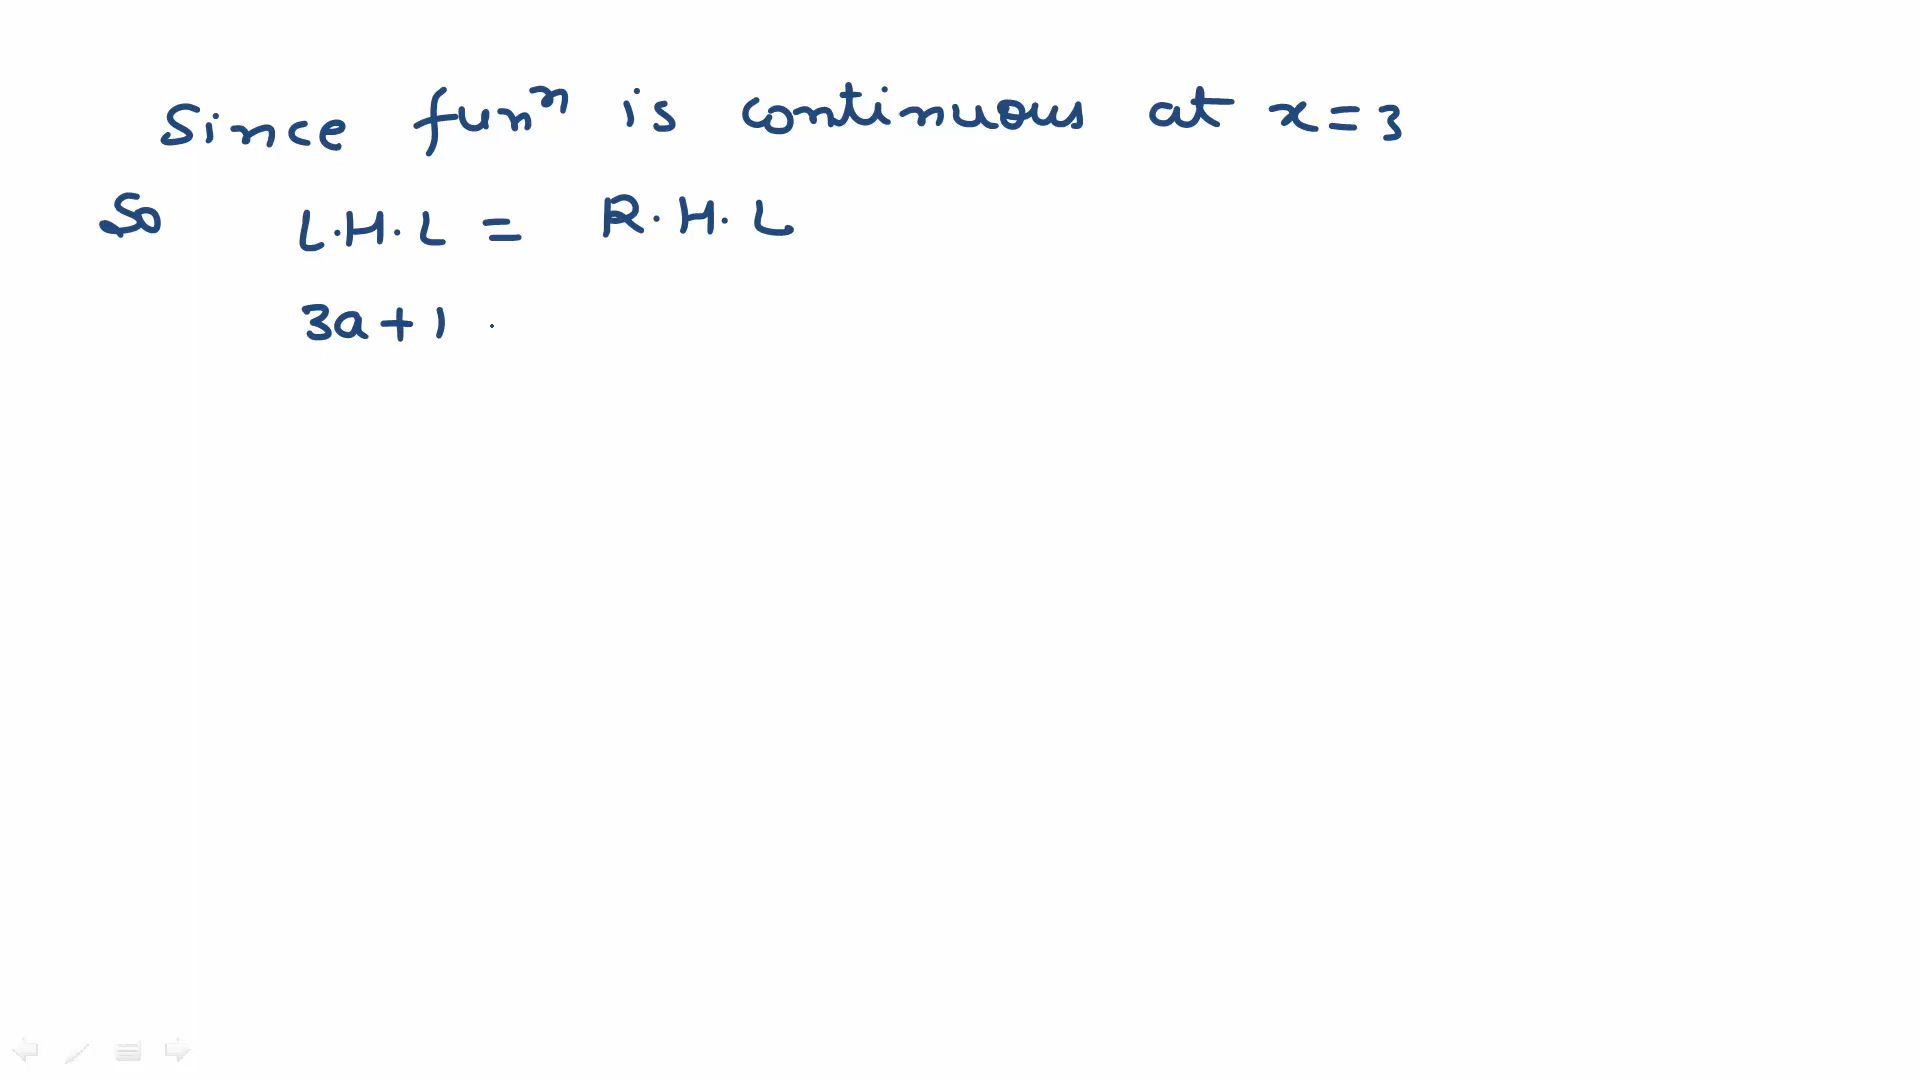 Since funⁿ is continuous at x=3
So L.H.L = R.H.L
3a+1